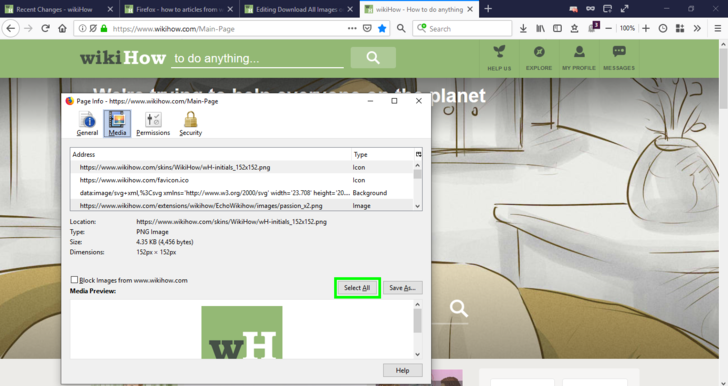 Recent Changes - wikiHow
Firefox - how to articles from w
Editing Download All Images o
wikiHow - How to do anything
https://www.wikihow.com/Main-Page
Search
3
100%
wikiHow to do anything...
HELP US
EXPLORE
MY PROFILE
MESSAGES
We're trying to help everyone on the planet
Page Info - https://www.wikihow.com/Main-Page
General
Media
Permissions
Security
Address
Type
https://www.wikihow.com/skins/WikiHow/wH-initials_152x152.png
Icon
https://www.wikihow.com/favicon.ico
Icon
data:image/svg+xml,%3Csvg xmlns='http://www.w3.org/2000/svg' width='23.708' height='20....
Background
https://www.wikihow.com/extensions/wikihow/EchoWikihow/images/passion_x2.png
Image
Location:
https://www.wikihow.com/skins/WikiHow/wH-initials_152x152.png
Type:
PNG Image
Size:
4.35 KB (4,456 bytes)
Dimensions:
152px × 152px
Block Images from www.wikihow.com
Select All
Save As...
Media Preview:
wH
Help